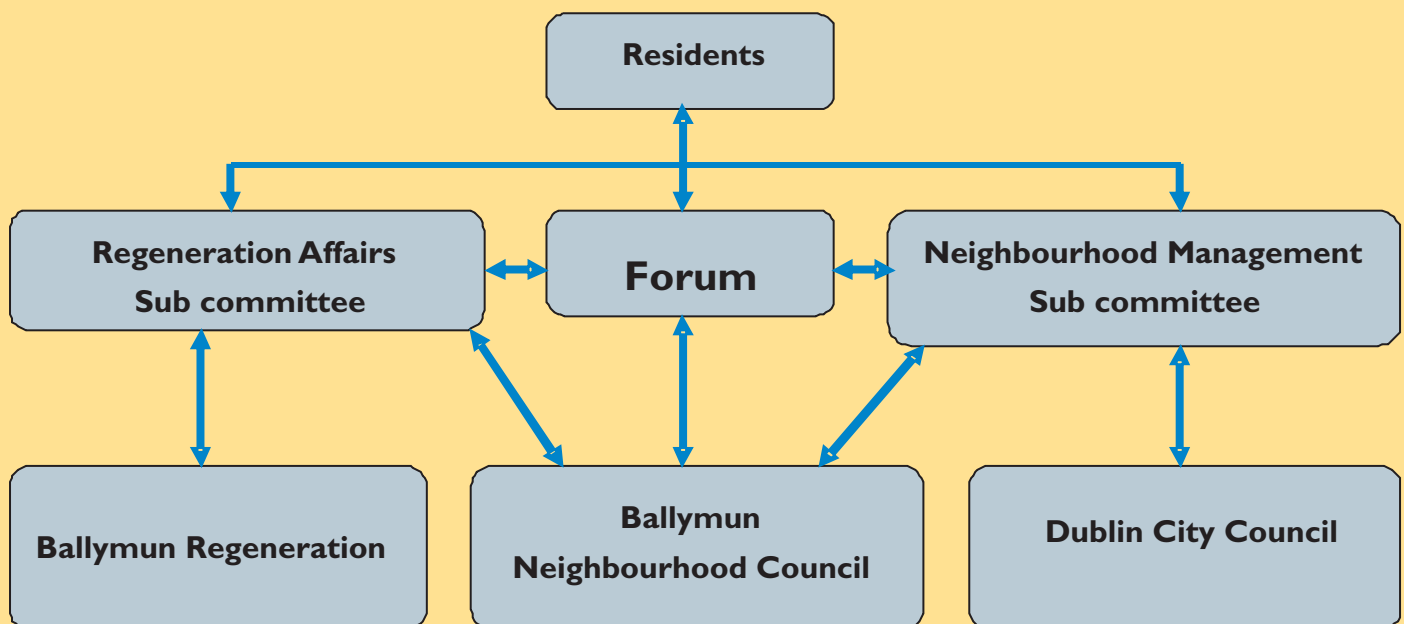 Residents
Regeneration Affairs
Sub committee
Forum
Neighbourhood Management
Sub committee
Ballymun Regeneration
Ballymun
Neighbourhood Council
Dublin City Council